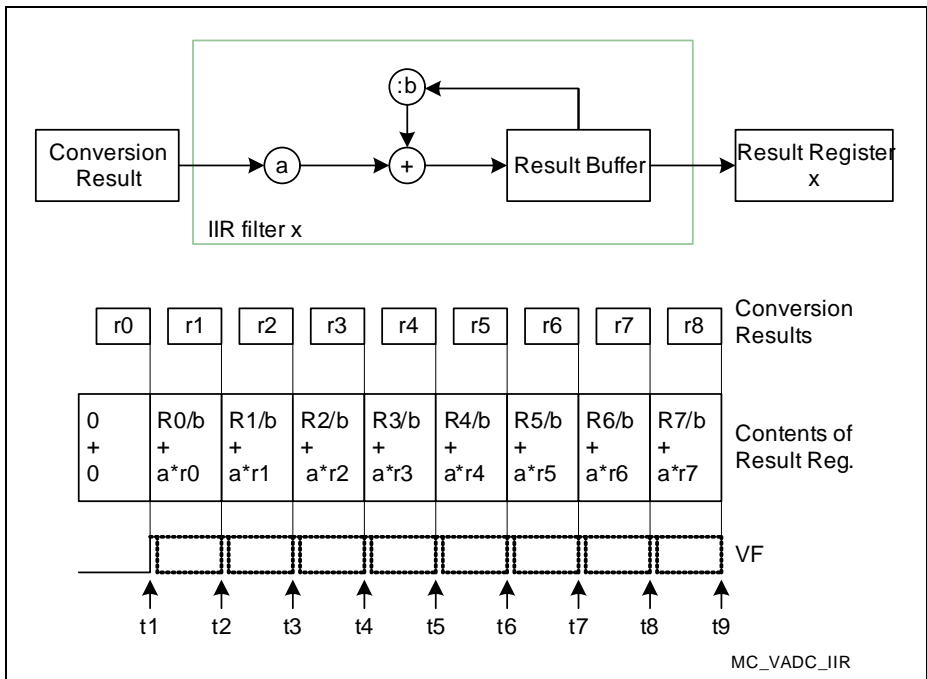 :b
Conversion
Result
a
+
Result Buffer
Result Register
x
IIR filter x
r0 r1 r2 r3 r4 r5 r6 r7 r8
Conversion
Results
0 R0/b R1/b R2/b R3/b R4/b R5/b R6/b R7/b
+ + + + + + + + +
0 a*r0 a*r1 a*r2 a*r3 a*r4 a*r5 a*r6 a*r7
Contents of
Result Reg.
VF
t1 t2 t3 t4 t5 t6 t7 t8 t9
MC_VADC_IIR